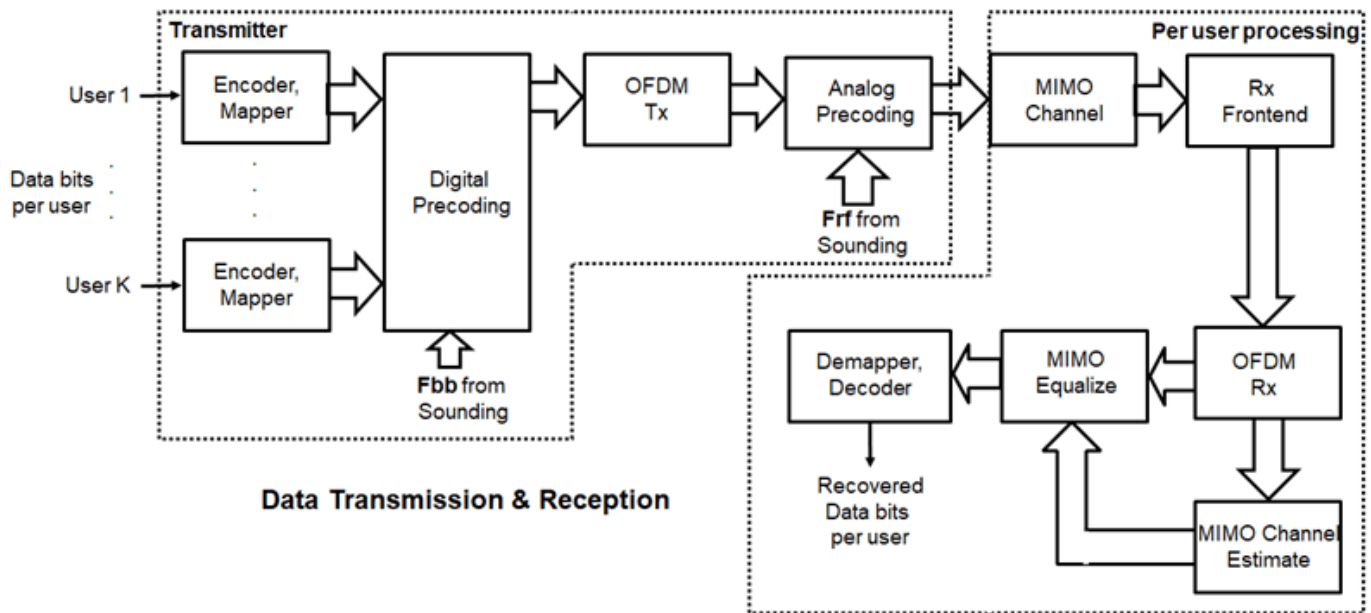 Transmitter
Per user processing
User 1
Encoder,
Mapper
Data bits
per user
User K
Encoder,
Mapper
Digital
Precoding
Fbb from
Sounding
OFDM
Tx
Analog
Precoding
Frf from
Sounding
MIMO
Channel
Rx
Frontend
OFDM
Rx
MIMO
Equalize
Demapper,
Decoder
MIMO Channel
Estimate
Recovered
Data bits
per user
Data Transmission & Reception